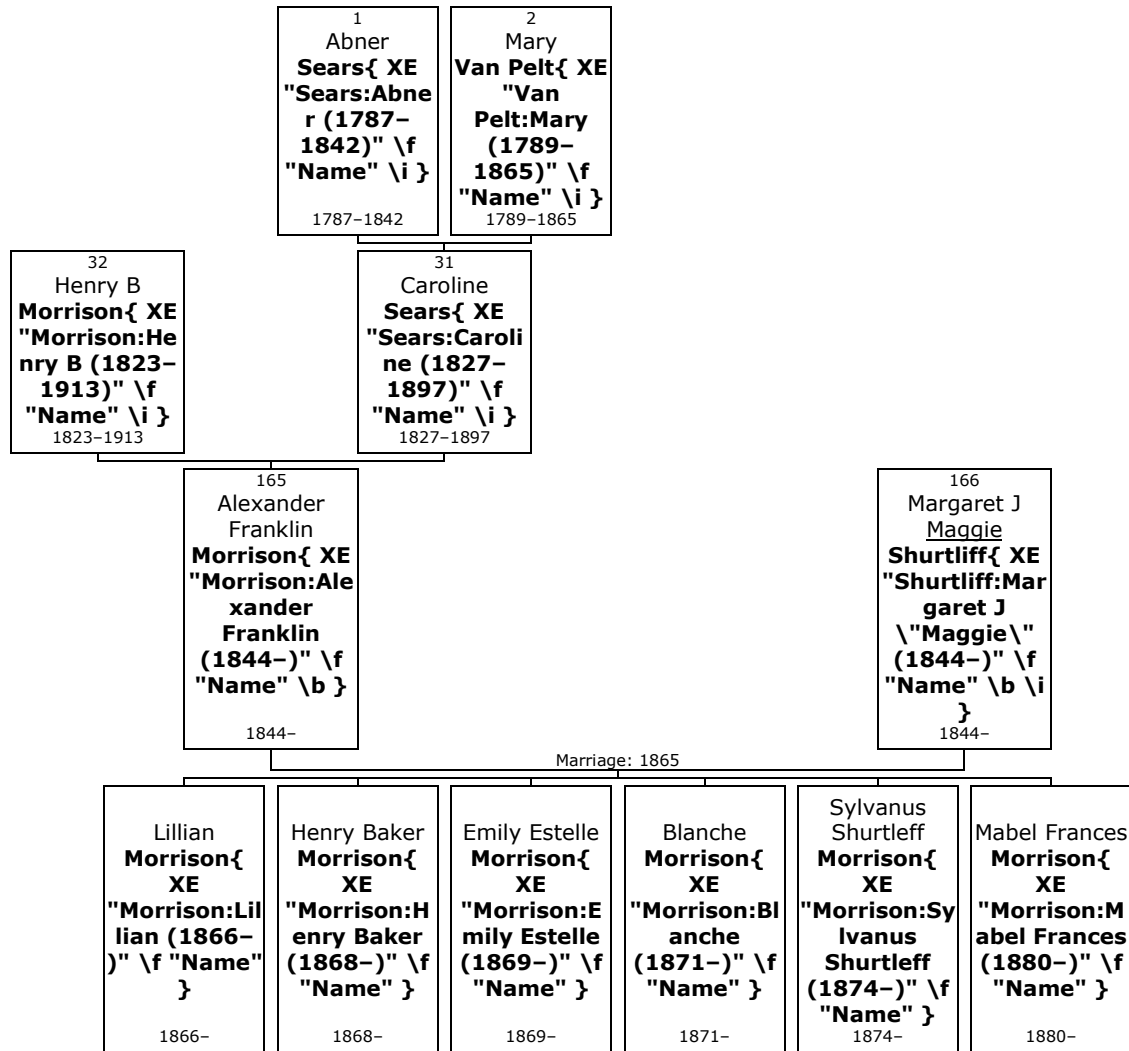 1
Abner
Sears{ XE
"Sears:Abne
r (1787–
1842)" \f
"Name" \i }
1787–1842
2
Mary
Van Pelt{ XE
"Van
Pelt:Mary
(1789–
1865)" \f
"Name" \i }
1789–1865
32
Henry B
Morrison{ XE
"Morrison:He
nry B (1823–
1913)" \f
"Name" \i }
1823–1913
31
Caroline
Sears{ XE
"Sears:Caroli
ne (1827–
1897)" \f
"Name" \i }
1827–1897
165
Alexander
Franklin
Morrison{ XE
"Morrison:Ale
xander
Franklin
(1844–)" \f
"Name" \b }
1844–
166
Margaret J
Maggie
Shurtliff{ XE
"Shurtliff:Mar
garet J
\"Maggie\"
(1844–)" \f
"Name" \b \i
}
1844–
Marriage: 1865
Lillian
Morrison{
XE
"Morrison:Lil
lian (1866–
)" \f "Name"
}
1866–
Henry Baker
Morrison{
XE
"Morrison:H
enry Baker
(1868–)" \f
"Name" }
1868–
Emily Estelle
Morrison{
XE
"Morrison:E
mily Estelle
(1869–)" \f
"Name" }
1869–
Blanche
Morrison{
XE
"Morrison:Bl
anche
(1871–)" \f
"Name" }
1871–
Sylvanus
Shurtleff
Morrison{
XE
"Morrison:Sy
lvanus
Shurtleff
(1874–)" \f
"Name" }
1874–
Mabel Frances
Morrison{
XE
"Morrison:M
abel Frances
(1880–)" \f
"Name" }
1880–